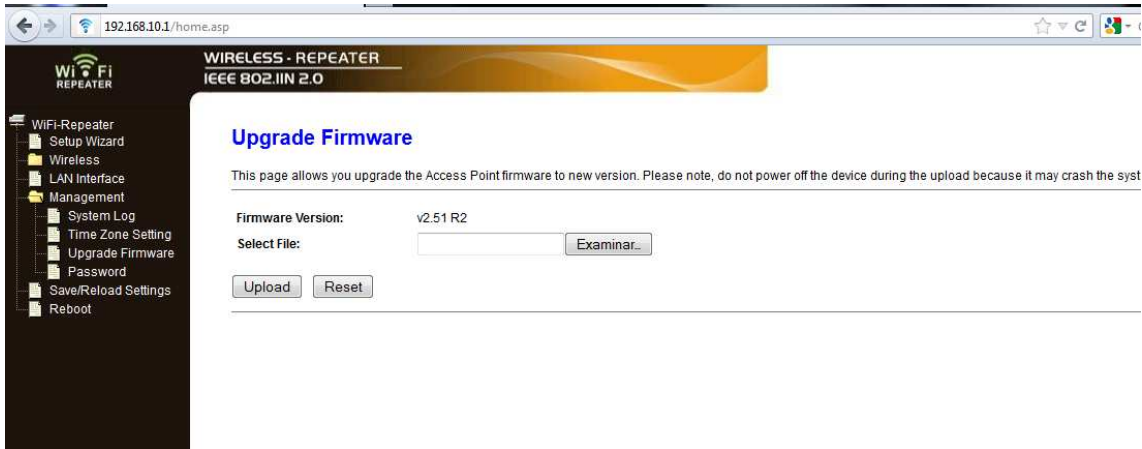 192.168.10.1/home.asp
Wi Fi
REPEATER
WIRELESS - REPEATER
IEEE 802.11N 2.0
WiFi-Repeater
Setup Wizard
Wireless
LAN Interface
Management
System Log
Time Zone Setting
Upgrade Firmware
Password
Save/Reload Settings
Reboot
Upgrade Firmware
This page allows you upgrade the Access Point firmware to new version. Please note, do not power off the device during the upload because it may crash the syst
Firmware Version: v2.51 R2
Select File: Examinar...
Upload Reset